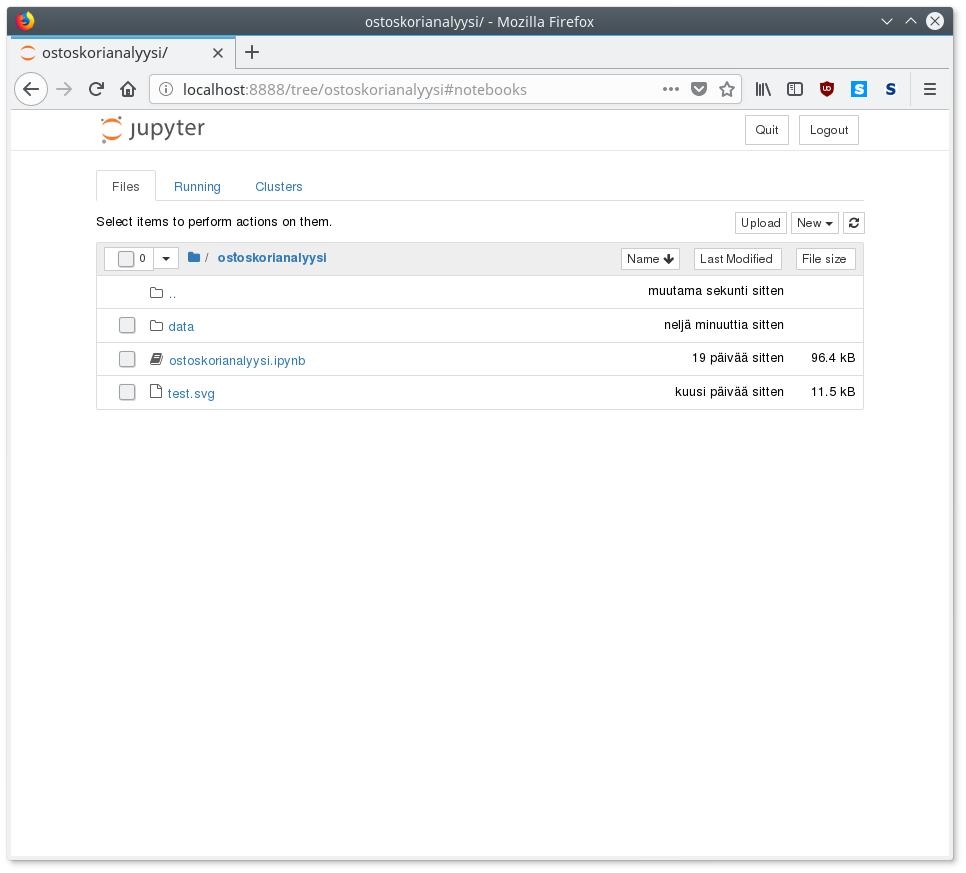 ostoskorianalyysi/ - Mozilla Firefox
ostoskorianalyysi/
localhost:8888/tree/ostoskorianalyysi#notebooks
jupyter
Quit Logout
Files Running Clusters
Select items to perform actions on them.
Upload New
0 / ostoskorianalyysi Name Last Modified File size
.. muutama sekunti sitten
data neljä minuuttia sitten
ostoskorianalyysi.ipynb 19 päivää sitten 96.4 kB
test.svg kuusi päivää sitten 11.5 kB